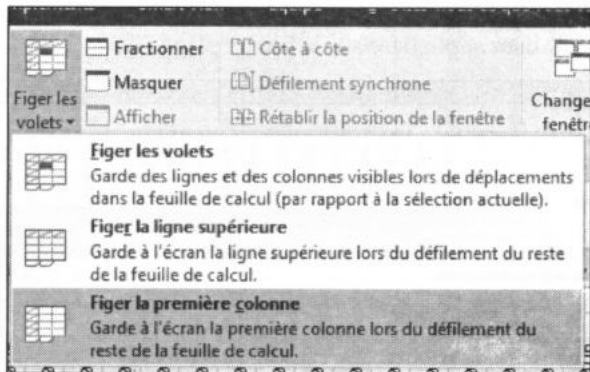 Fractionner
Côte à côte
Masquer
Défilement synchrone
Figer les
volets
Afficher
Rétablir la position de la fenêtre
Change
fenêtr
Figer les volets
Garde des lignes et des colonnes visibles lors de déplacements
dans la feuille de calcul (par rapport à la sélection actuelle).
Figer la ligne supérieure
Garde à l'écran la ligne supérieure lors du défilement du reste
de la feuille de calcul.
Figer la première colonne
Garde à l'écran la première colonne lors du défilement du
reste de la feuille de calcul.